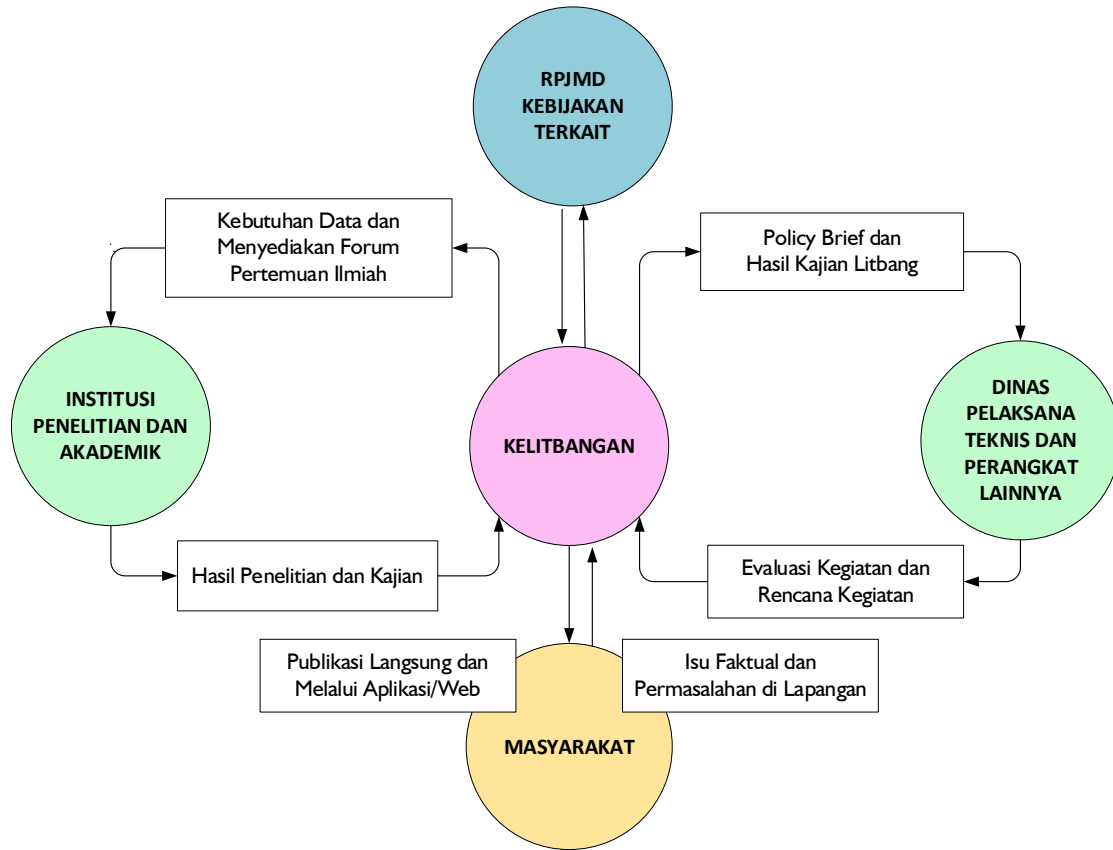 RPJMD
KEBIJAKAN
TERKAIT
Kebutuhan Data dan
Menyediakan Forum
Pertemuan Ilmiah
Policy Brief dan
Hasil Kajian Litbang
INSTITUSI
PENELITIAN DAN
AKADEMIK
KELITBANGAN
DINAS
PELAKSANA
TEKNIS DAN
PERANGKAT
LAINNYA
Hasil Penelitian dan Kajian
Evaluasi Kegiatan dan
Rencana Kegiatan
Publikasi Langsung dan
Melalui Aplikasi/Web
Isu Faktual dan
Permasalahan di Lapangan
MASYARAKAT